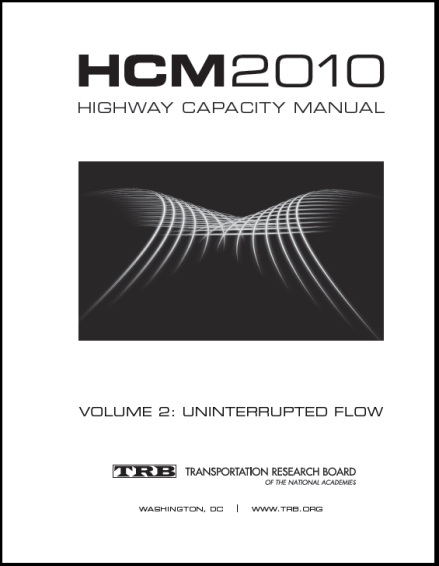 HCM2010
HIGHWAY CAPACITY MANUAL
VOLUME 2: UNINTERRUPTED FLOW
TRB TRANSPORTATION RESEARCH BOARD
OF THE NATIONAL ACADEMIES
WASHINGTON, DC | WWW.TRB.ORG